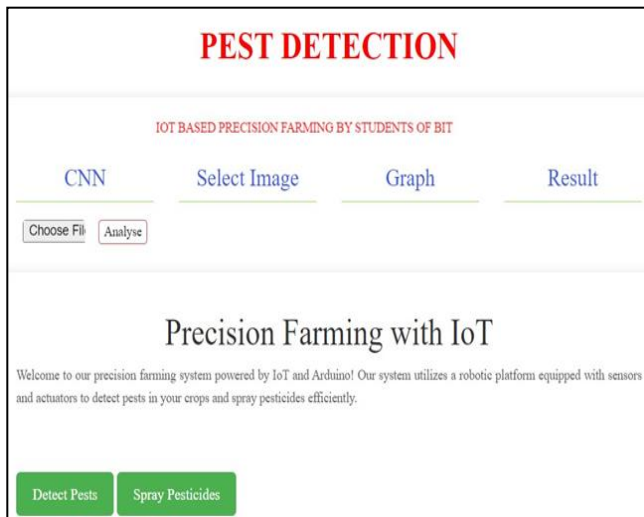 PEST DETECTION
IOT BASED PRECISION FARMING BY STUDENTS OF BIT
CNN Select Image Graph Result
Choose Fil Analyse
Precision Farming with IoT
Welcome to our precision farming system powered by IoT and Arduino! Our system utilizes a robotic platform equipped with sensors
and actuators to detect pests in your crops and spray pesticides efficiently.
Detect Pests Spray Pesticides